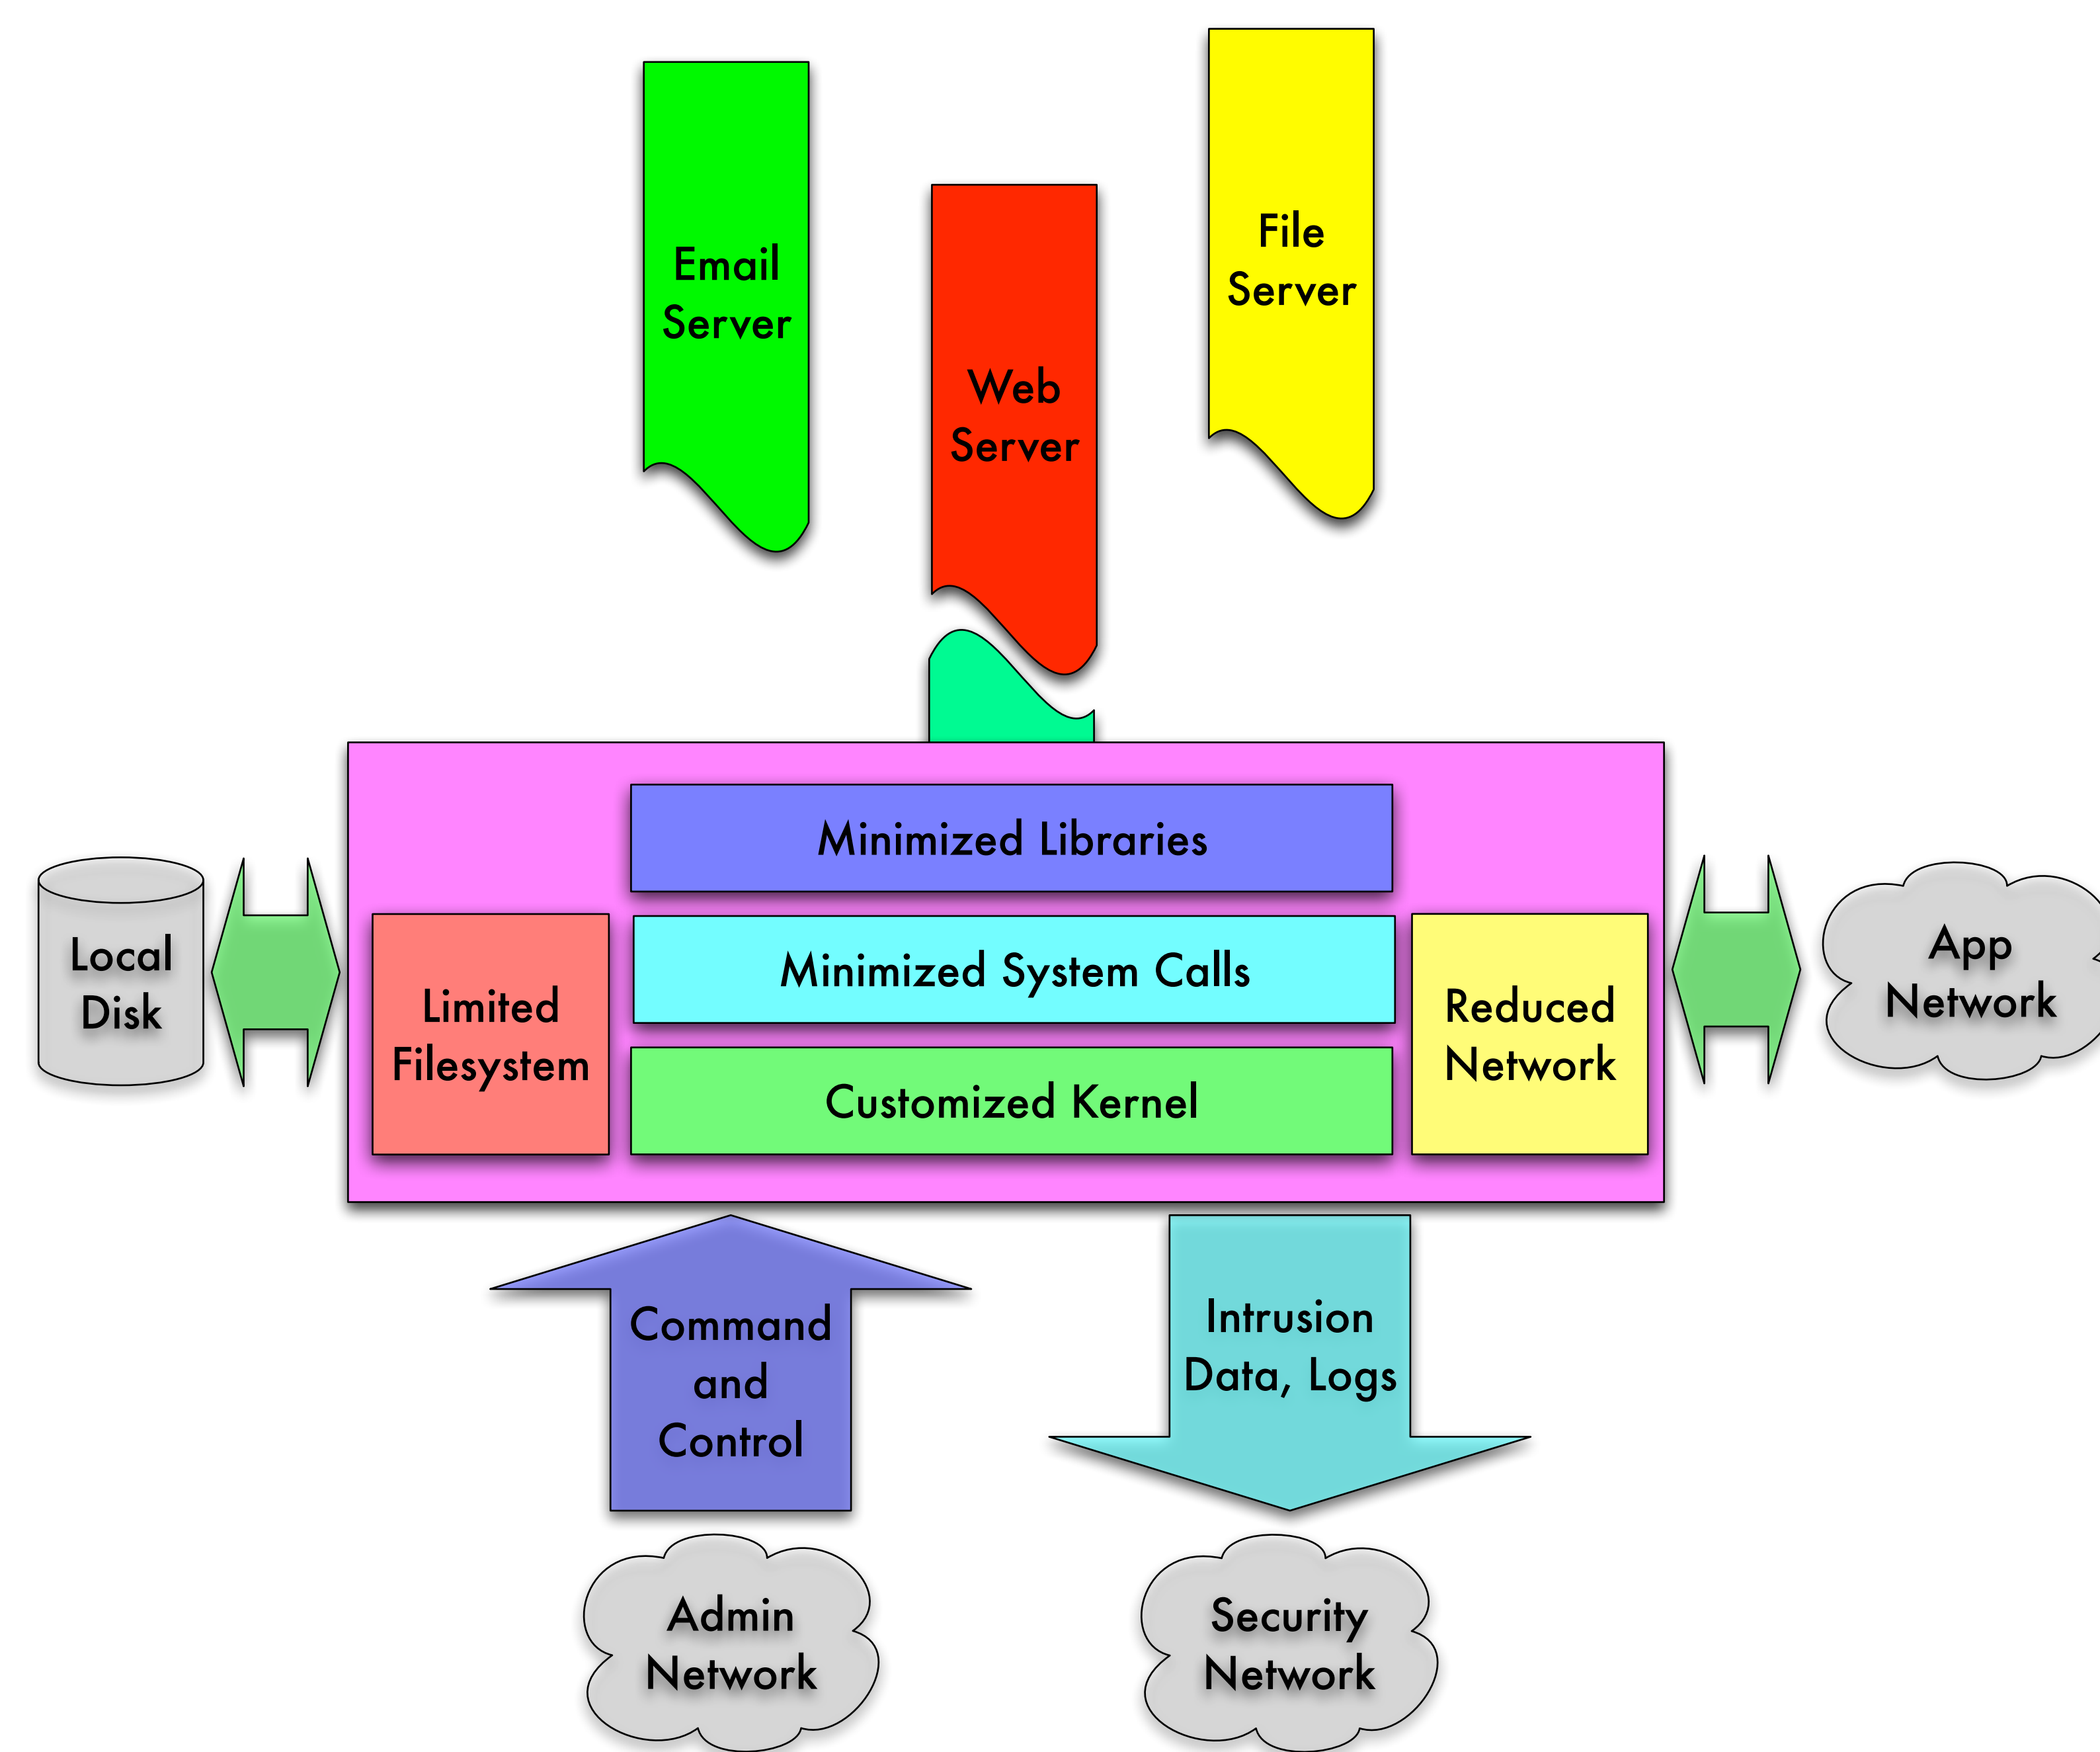 Email
Server
Web
Server
File
Server
Minimized Libraries
Minimized System Calls
Customized Kernel
Limited
Filesystem
Reduced
Network
Local
Disk
App
Network
Command
and
Control
Intrusion
Data, Logs
Admin
Network
Security
Network